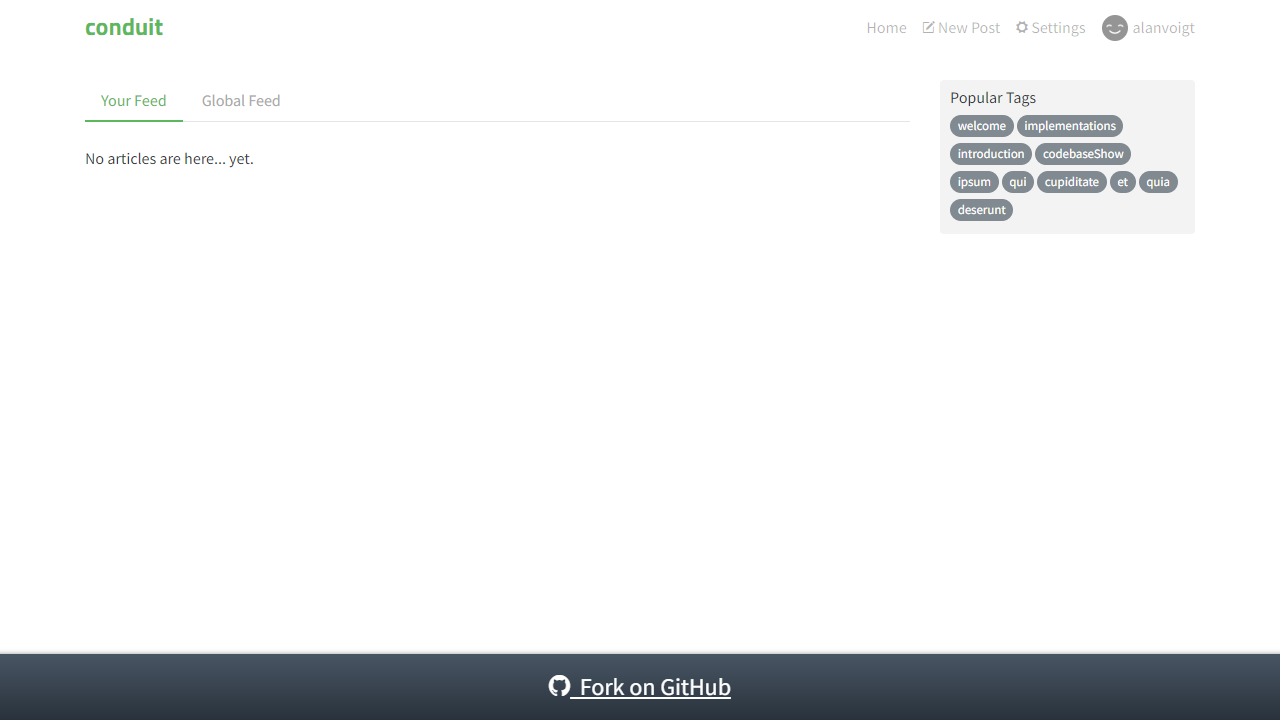 conduit
Home New Post Settings alanvoigt
Your Feed Global Feed
No articles are here... yet.
Popular Tags
welcome implementations
introduction codebaseShow
ipsum qui cupiditate et quia
deserunt
Fork on GitHub